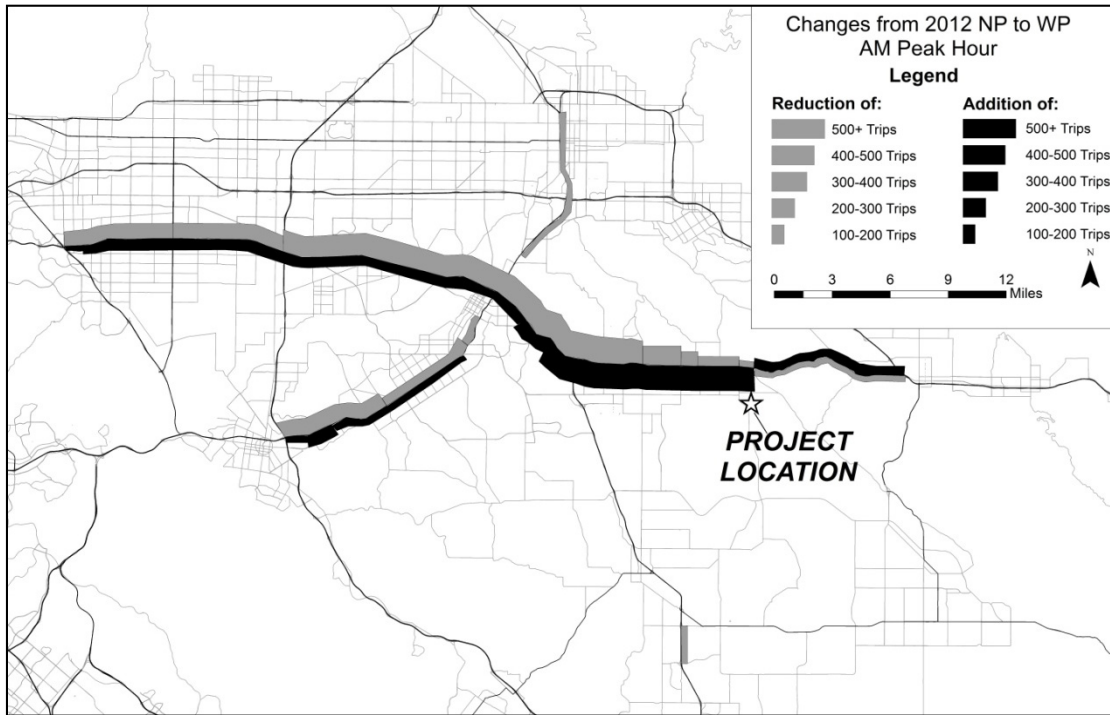 Changes from 2012 NP to WP
AM Peak Hour
Legend
Reduction of:
500+ Trips
400-500 Trips
300-400 Trips
200-300 Trips
100-200 Trips
Addition of:
500+ Trips
400-500 Trips
300-400 Trips
200-300 Trips
100-200 Trips
N
0 3 6 9 12
Miles
PROJECT
LOCATION